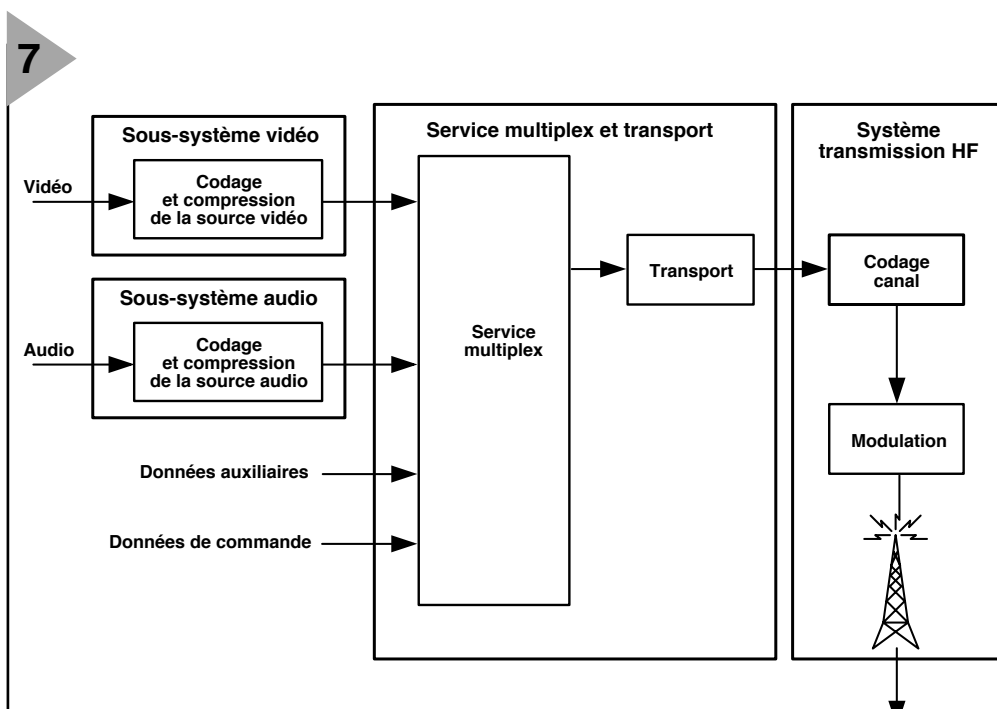 7
Sous-système vidéo
Service multiplex et transport
Système
transmission HF
Vidéo
Codage
et compression
de la source vidéo
Transport
Codage
canal
Sous-système audio
Audio
Codage
et compression
de la source audio
Service
multiplex
Modulation
Données auxiliaires
Données de commande